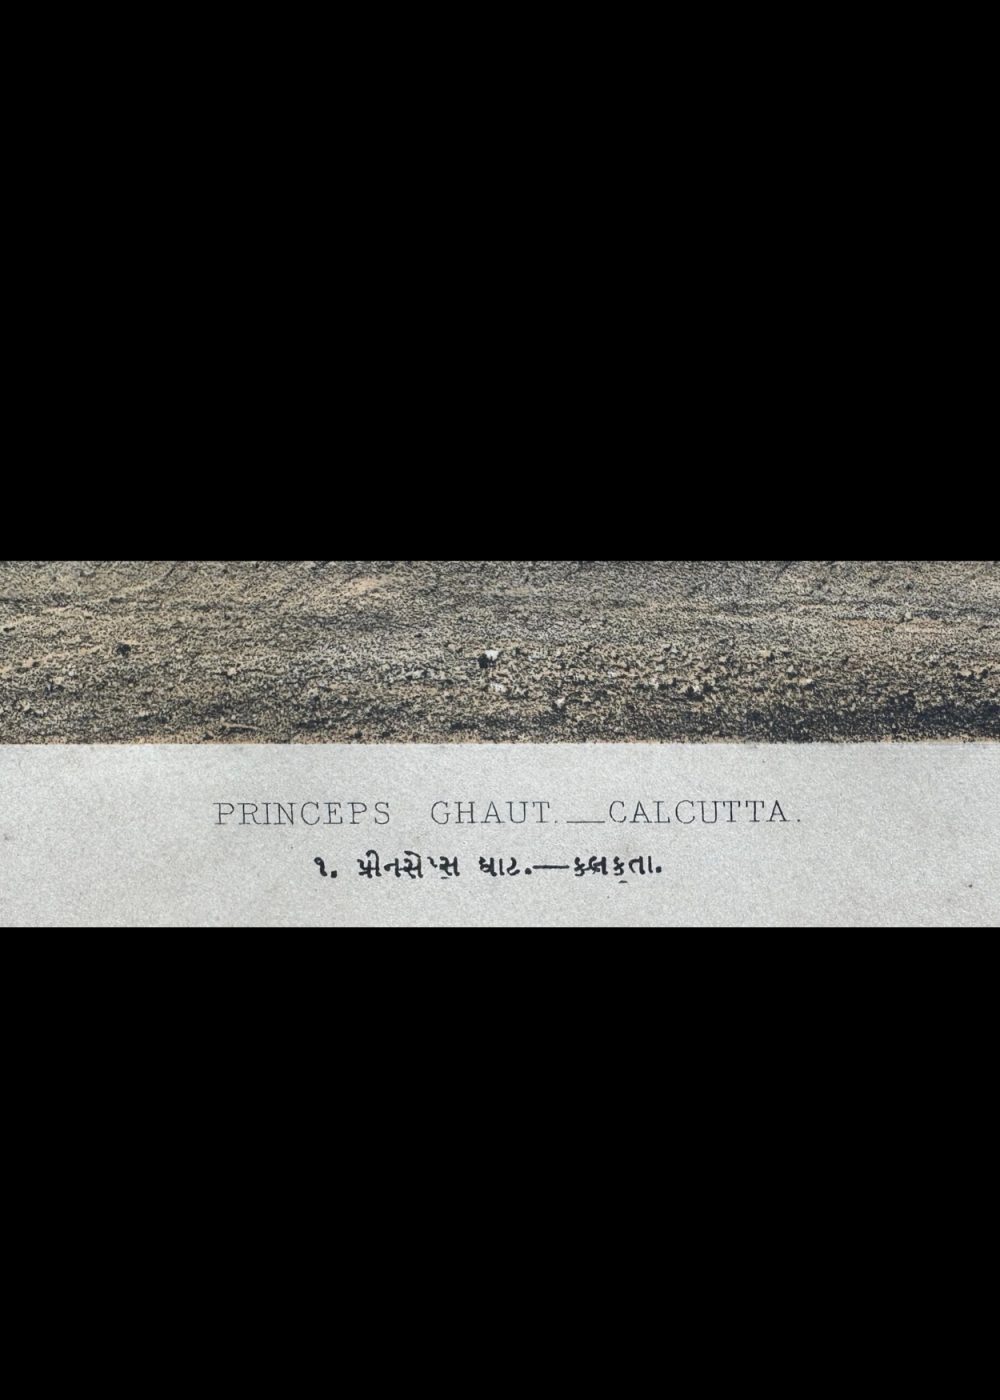 PRINCEPS GHAUT.__CALCUTTA.
૧. પ્રીનસેપ્સ ઘાટ.—કલકતા.